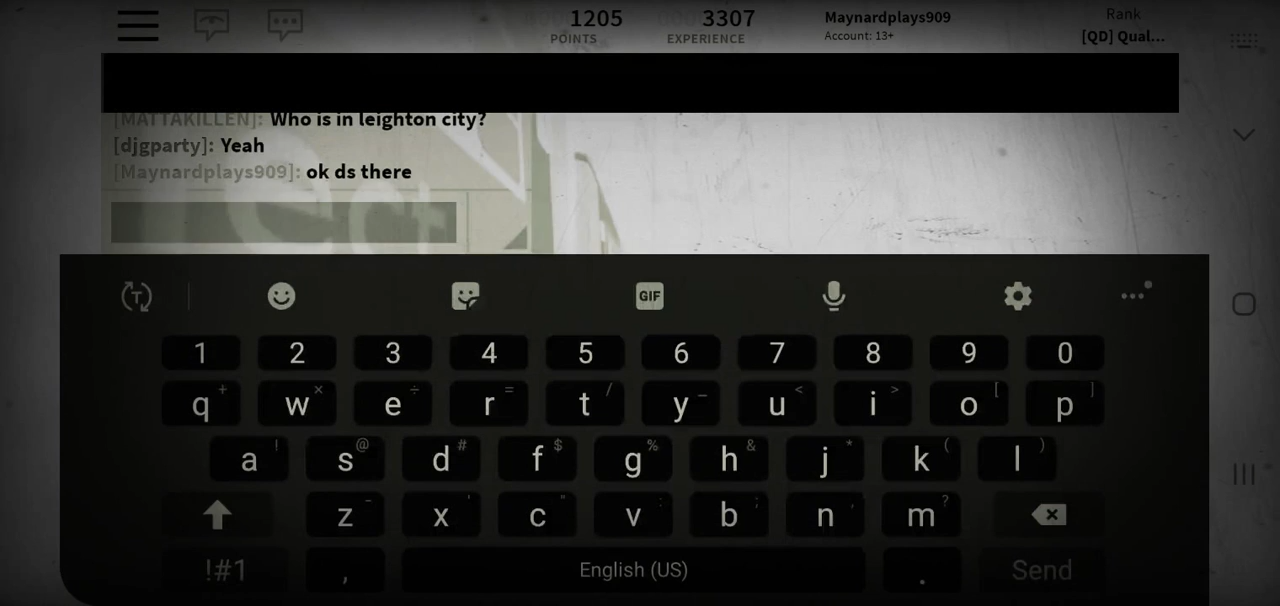 1205
POINTS
3307
EXPERIENCE
Maynardplays909
Account: 13+
Rank
[QD] Qual...
[MATTAKILLEN]: Who is in leighton city?
[djgparty]: Yeah
[Maynardplays909]: ok ds there
T
GIF
1 2 3 4 5 6 7 8 9 0
q + w × e ÷ r = t / y _ u < i > o [ p ]
a ! s @ d # f $ g % h & j * k ( l )
z - x ' c " v : b ; n , m ?
!#1 , English (US) . Send